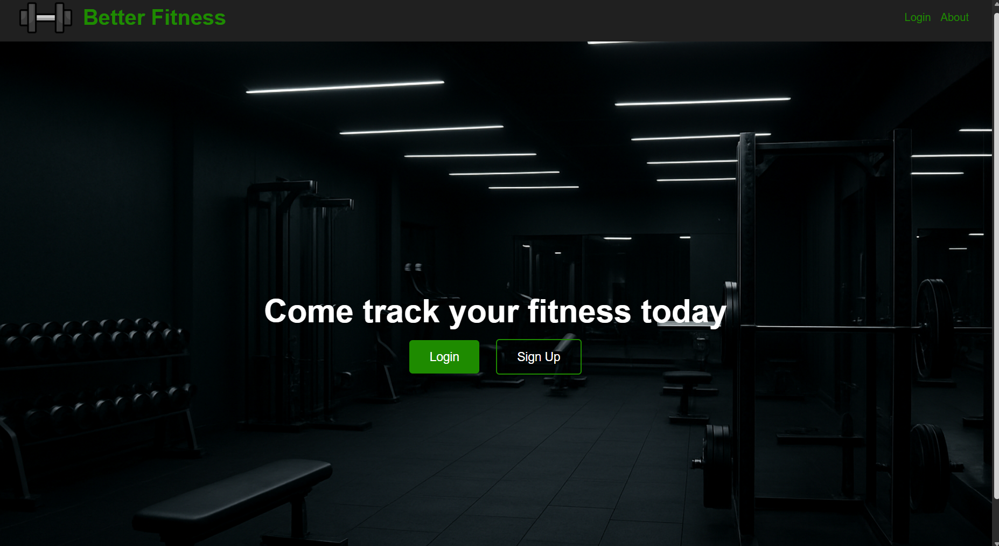 Better Fitness
Login About
Come track your fitness today
Login
Sign Up